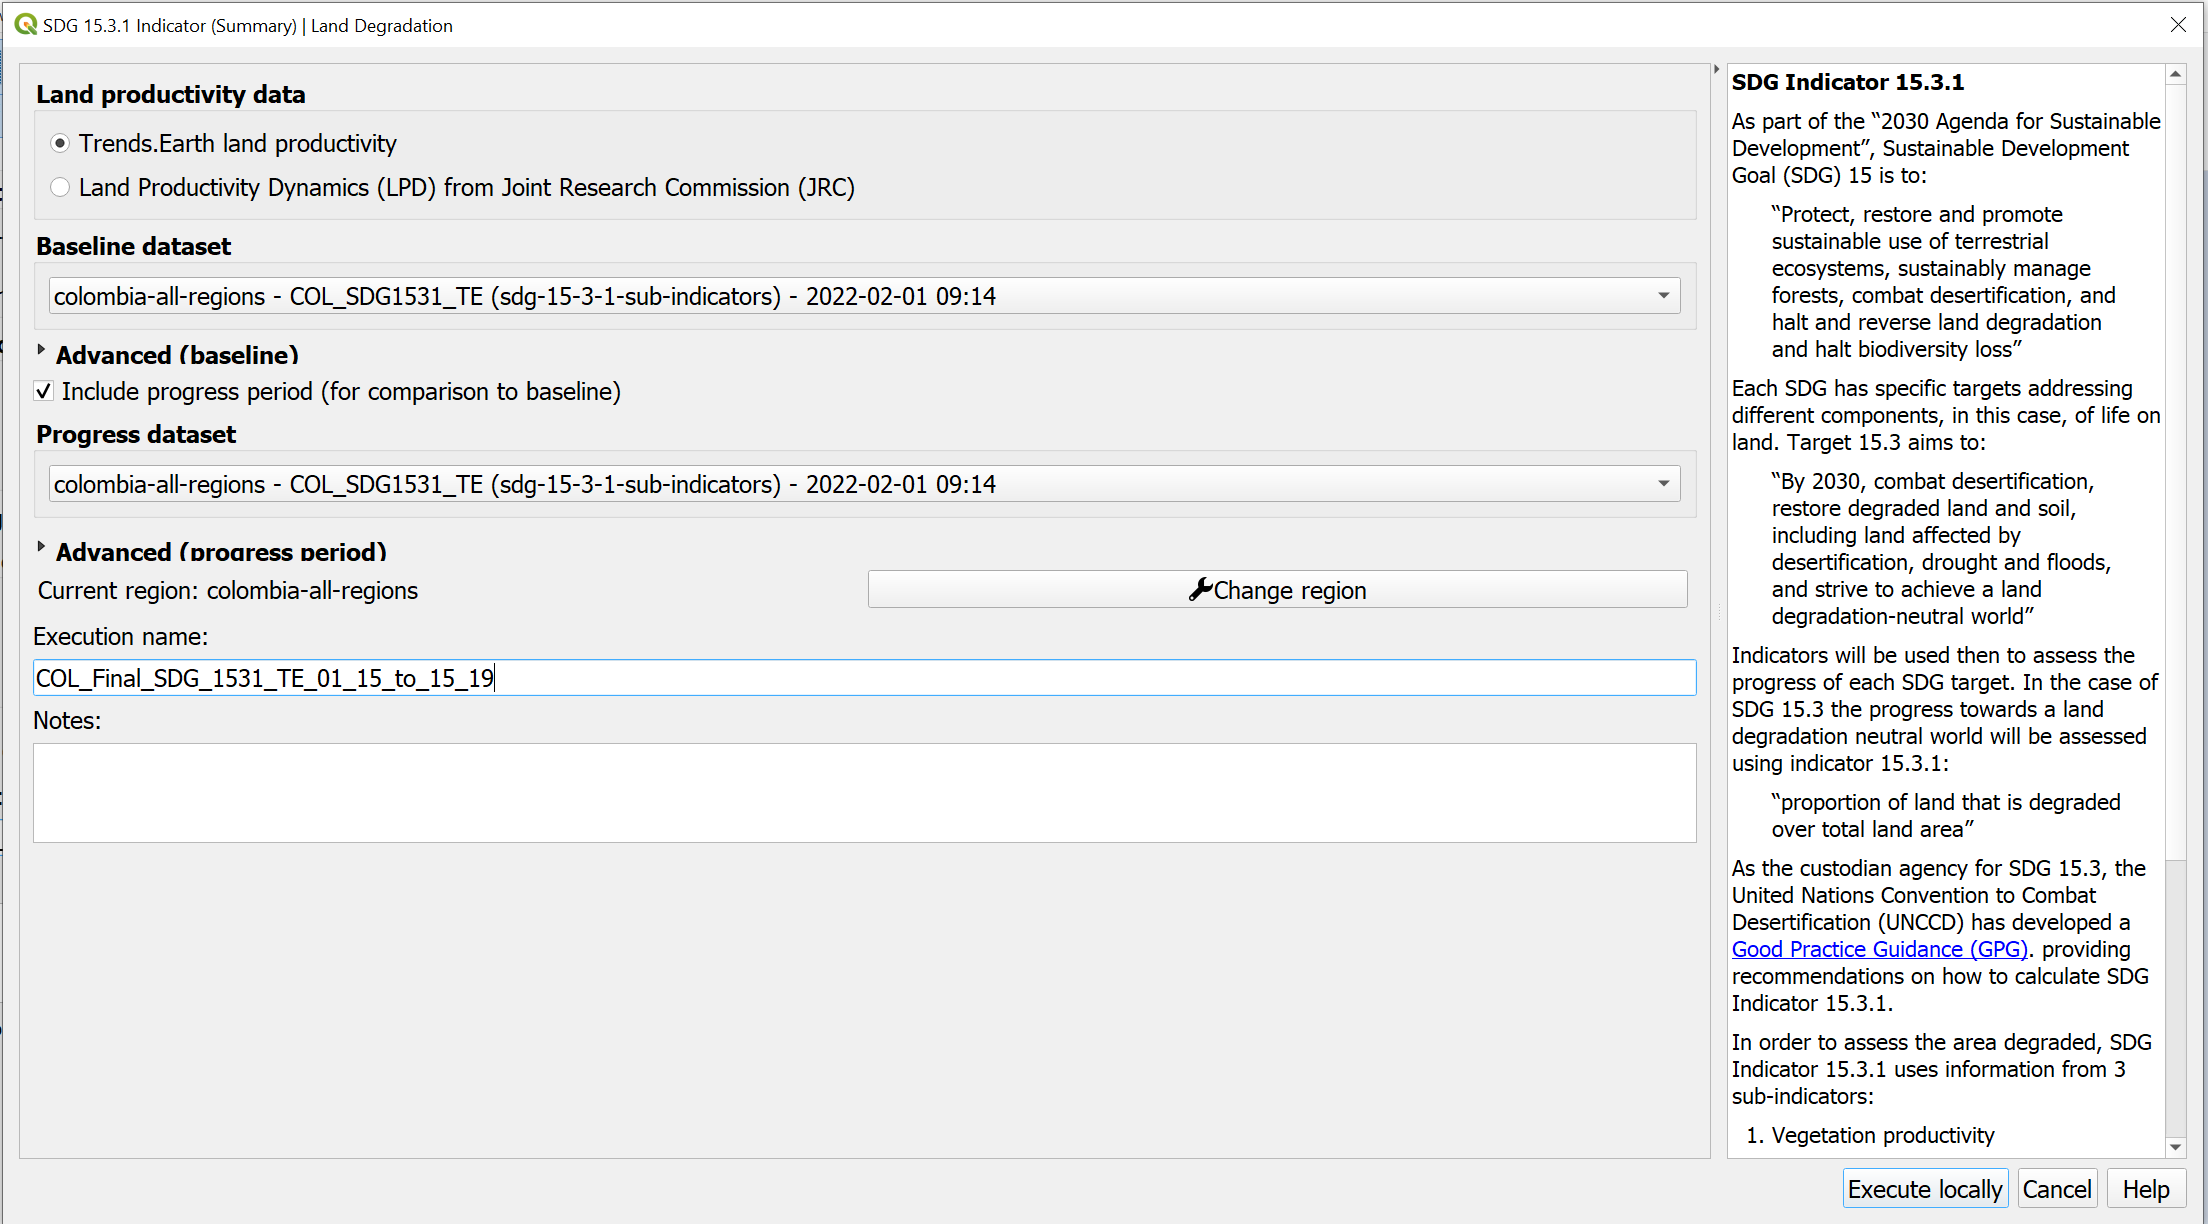 SDG 15.3.1 Indicator (Summary) | Land Degradation
Land productivity data
Trends.Earth land productivity
Land Productivity Dynamics (LPD) from Joint Research Commission (JRC)
Baseline dataset
colombia-all-regions - COL_SDG1531_TE (sdg-15-3-1-sub-indicators) - 2022-02-01 09:14
Advanced (baseline)
Include progress period (for comparison to baseline)
Progress dataset
colombia-all-regions - COL_SDG1531_TE (sdg-15-3-1-sub-indicators) - 2022-02-01 09:14
Advanced (progress period)
Current region: colombia-all-regions
Change region
Execution name:
COL_Final_SDG_1531_TE_01_15_to_15_19
Notes:
SDG Indicator 15.3.1
As part of the “2030 Agenda for Sustainable
Development”, Sustainable Development
Goal (SDG) 15 is to:
“Protect, restore and promote
sustainable use of terrestrial
ecosystems, sustainably manage
forests, combat desertification, and
halt and reverse land degradation
and halt biodiversity loss”
Each SDG has specific targets addressing
different components, in this case, of life on
land. Target 15.3 aims to:
“By 2030, combat desertification,
restore degraded land and soil,
including land affected by
desertification, drought and floods,
and strive to achieve a land
degradation-neutral world”
Indicators will be used then to assess the
progress of each SDG target. In the case of
SDG 15.3 the progress towards a land
degradation neutral world will be assessed
using indicator 15.3.1:
“proportion of land that is degraded
over total land area”
As the custodian agency for SDG 15.3, the
United Nations Convention to Combat
Desertification (UNCCD) has developed a
Good Practice Guidance (GPG). providing
recommendations on how to calculate SDG
Indicator 15.3.1.
In order to assess the area degraded, SDG
Indicator 15.3.1 uses information from 3
sub-indicators:
1. Vegetation productivity
Execute locally
Cancel
Help